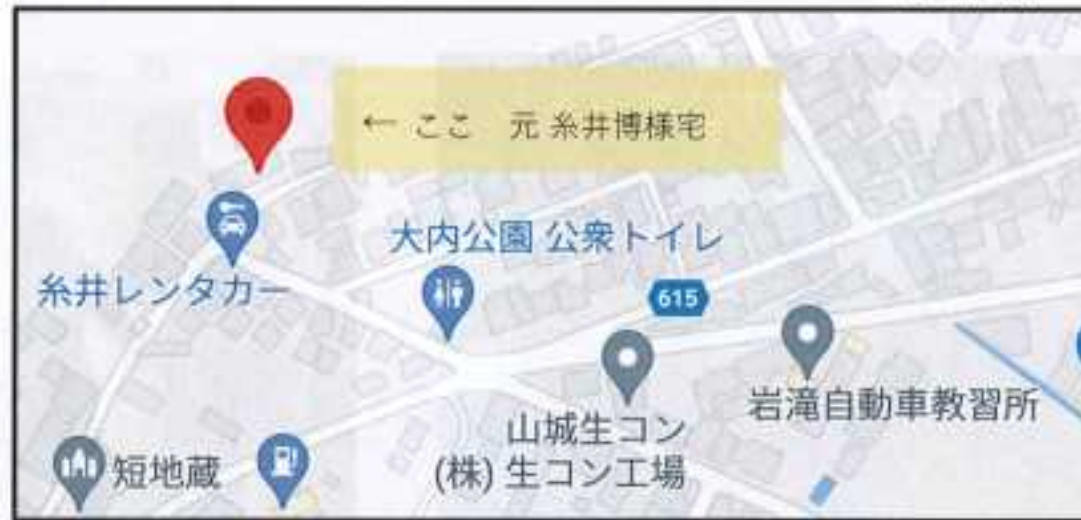 ← ここ 元 糸井博様宅
大内公園 公衆トイレ
糸井レンタカー
615
岩滝自動車教習所
山城生コン
(株) 生コン工場
短地蔵